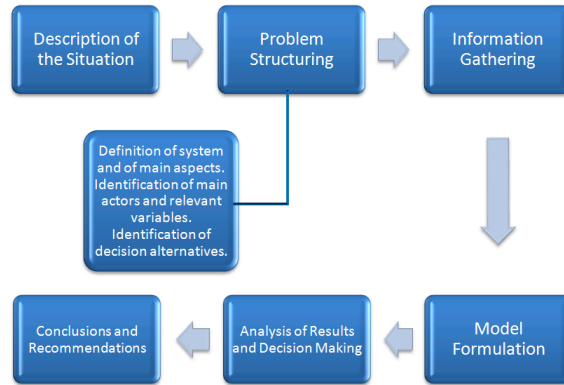 Description of
the Situation
Problem
Structuring
Information
Gathering
Definition of system
and of main aspects.
Identification of main
actors and relevant
variables.
Identification of
decision alternatives.
Conclusions and
Recommendations
Analysis of Results
and Decision Making
Model
Formulation